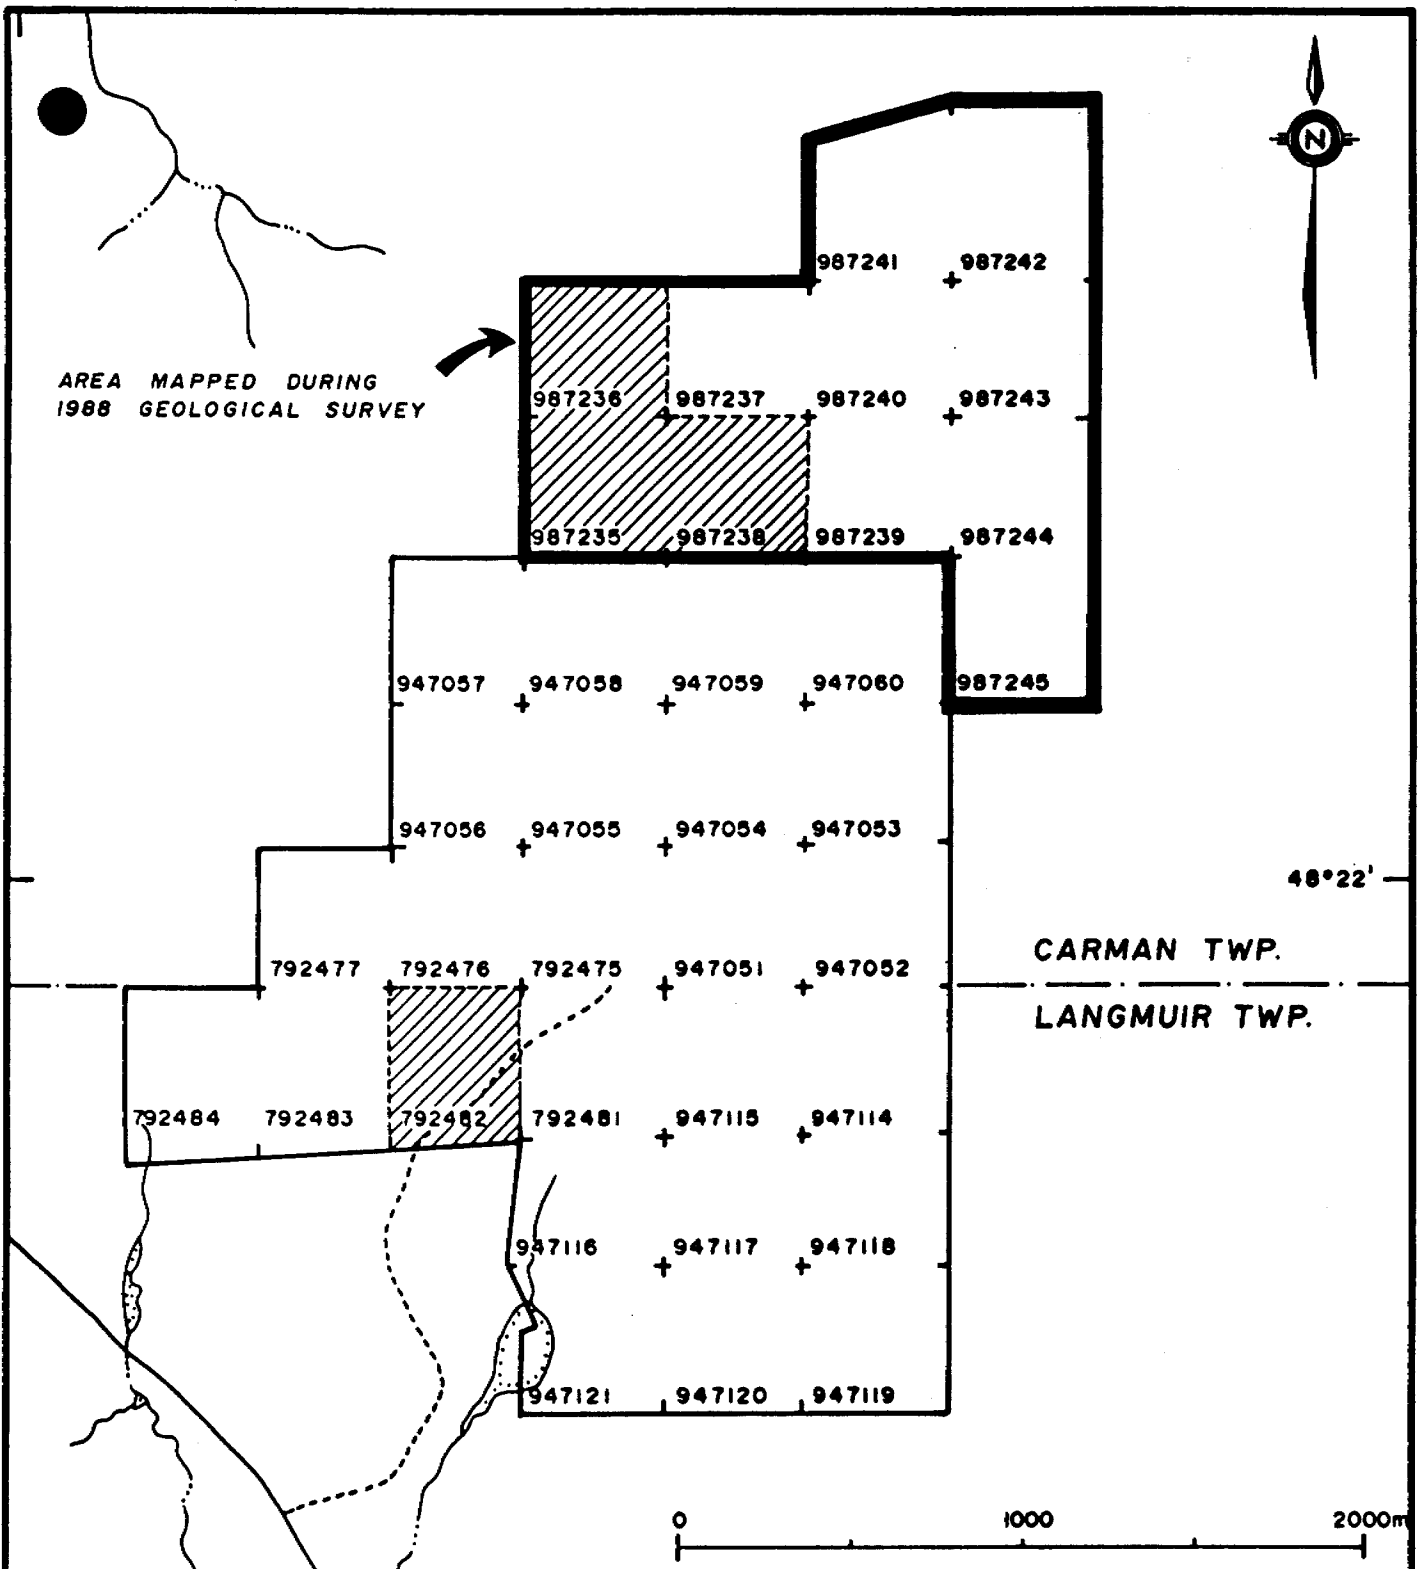 N
987241 987242
AREA MAPPED DURING
1988 GEOLOGICAL SURVEY
987236 987237 987240 987243
987235 987238 987239 987244
947057 947058 947059 947060 987245
947056 947055 947054 947053
48°22'
CARMAN TWP.
792477 792476 792475 947051 947052
LANGMUIR TWP.
792484 792483 792482 792481 947115 947114
947116 947117 947118
947121 947120 947119
0 1000 2000m